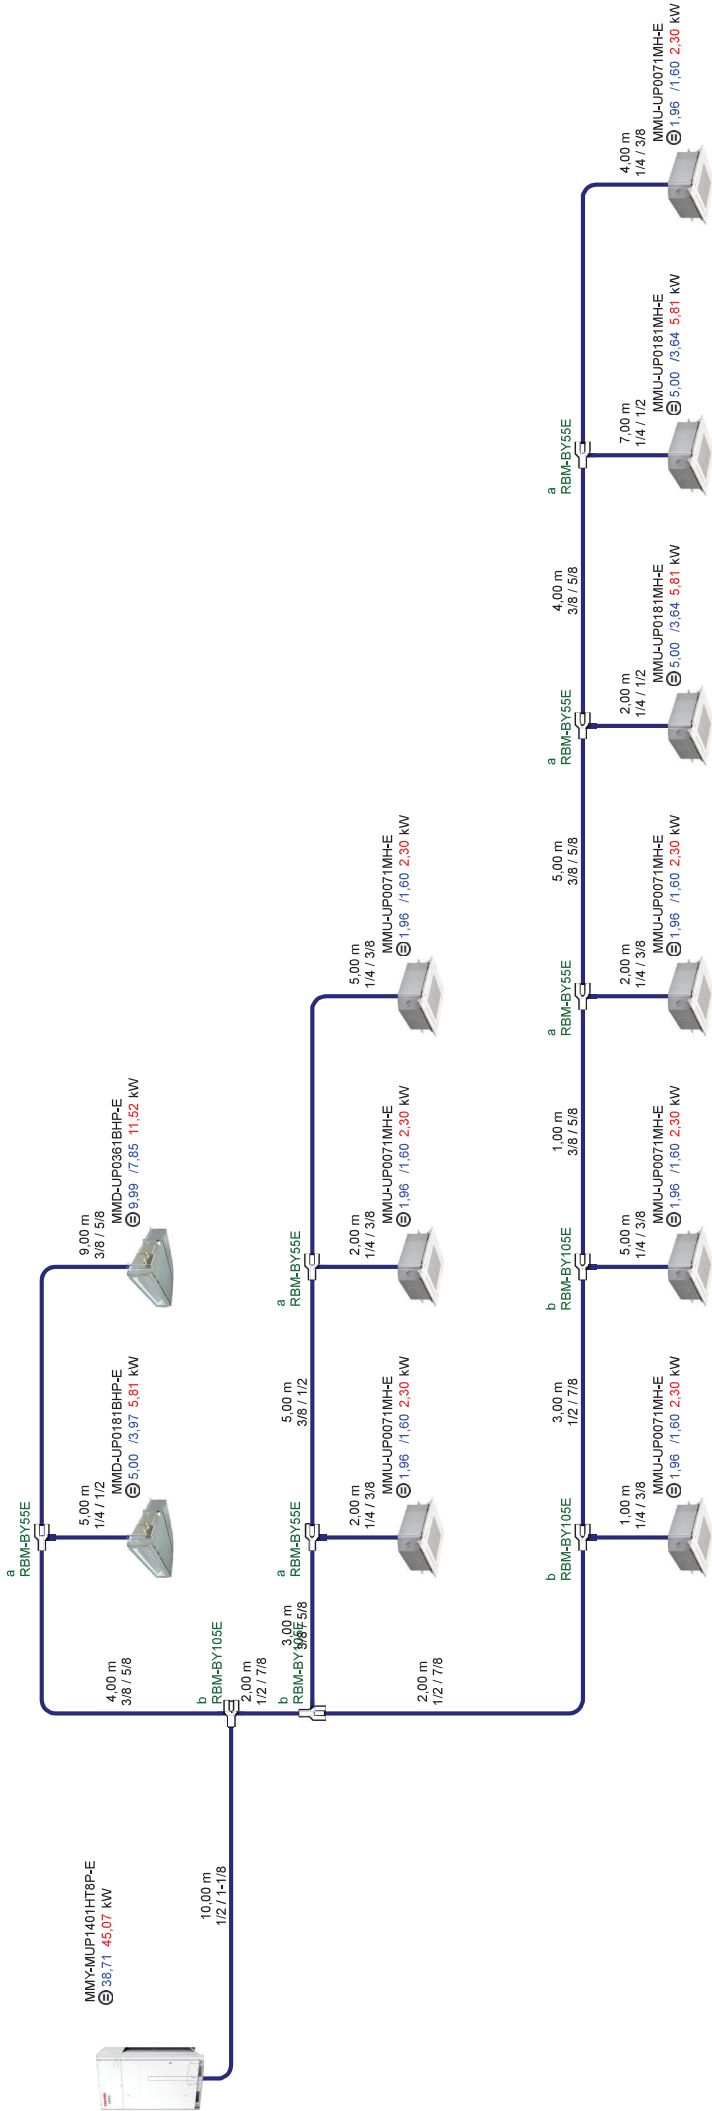 MMY-MUP1401HT8P-E
38,71 45,07 kW
10,00 m
1/2 / 1-1/8
b
RBM-BY105E
4,00 m
3/8 / 5/8
a
RBM-BY55E
5,00 m
1/4 / 1/2
MMD-UP0181BHP-E
5,00 /3,97 5,81 kW
9,00 m
3/8 / 5/8
MMD-UP0361BHP-E
9,99 /7,85 11,52 kW
2,00 m
1/2 / 7/8
b
RBM-BY105E
3,00 m
3/8 / 5/8
a
RBM-BY55E
2,00 m
1/4 / 3/8
MMU-UP0071MH-E
1,96 /1,60 2,30 kW
5,00 m
3/8 / 1/2
a
RBM-BY55E
2,00 m
1/4 / 3/8
MMU-UP0071MH-E
1,96 /1,60 2,30 kW
5,00 m
1/4 / 3/8
MMU-UP0071MH-E
1,96 /1,60 2,30 kW
2,00 m
1/2 / 7/8
b
RBM-BY105E
1,00 m
1/4 / 3/8
MMU-UP0071MH-E
1,96 /1,60 2,30 kW
3,00 m
1/2 / 7/8
b
RBM-BY105E
5,00 m
1/4 / 3/8
MMU-UP0071MH-E
1,96 /1,60 2,30 kW
1,00 m
3/8 / 5/8
a
RBM-BY55E
2,00 m
1/4 / 3/8
MMU-UP0071MH-E
1,96 /1,60 2,30 kW
5,00 m
3/8 / 5/8
a
RBM-BY55E
2,00 m
1/4 / 1/2
MMU-UP0181MH-E
5,00 /3,64 5,81 kW
4,00 m
3/8 / 5/8
a
RBM-BY55E
7,00 m
1/4 / 1/2
MMU-UP0181MH-E
5,00 /3,64 5,81 kW
4,00 m
1/4 / 3/8
MMU-UP0071MH-E
1,96 /1,60 2,30 kW